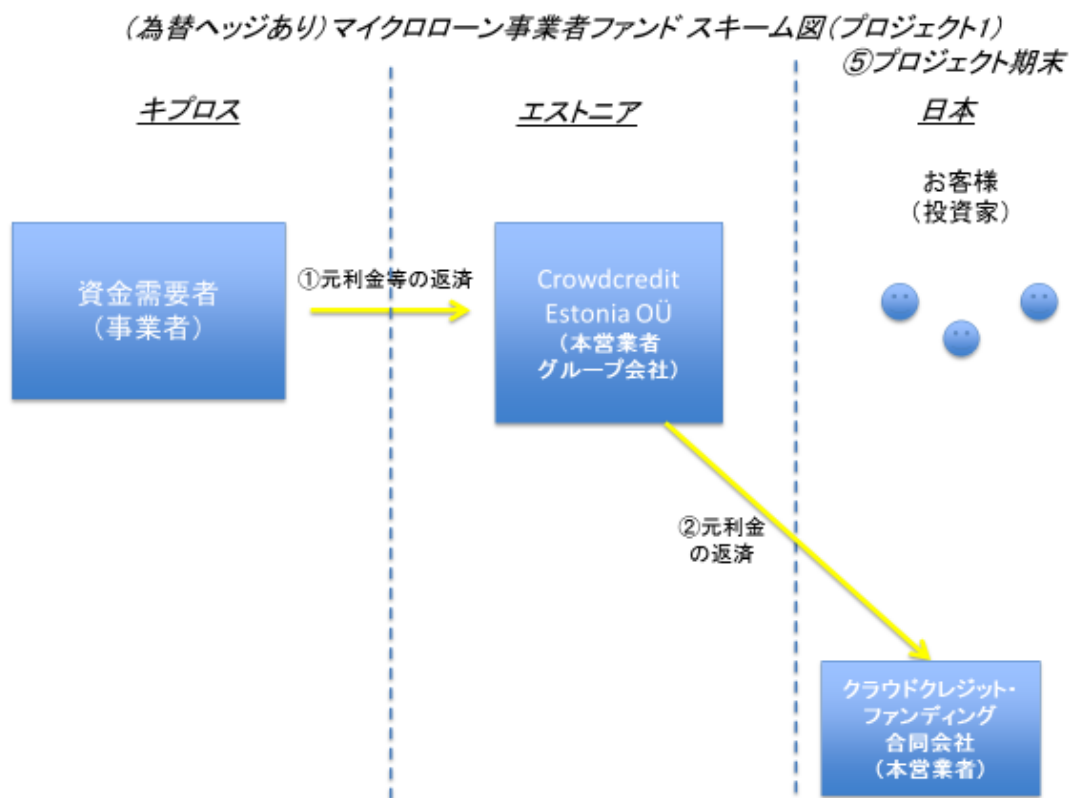 (為替ヘッジあり)マイクロローン事業者ファンド スキーム図(プロジェクト1)
⑤プロジェクト期末
キプロス
エストニア
日本
お客様
(投資家)
資金需要者
(事業者)
①元利金等の返済
Crowdcredit
Estonia OÜ
(本営業者
グループ会社)
②元利金
の返済
クラウドクレジット・
ファンディング
合同会社
(本営業者)